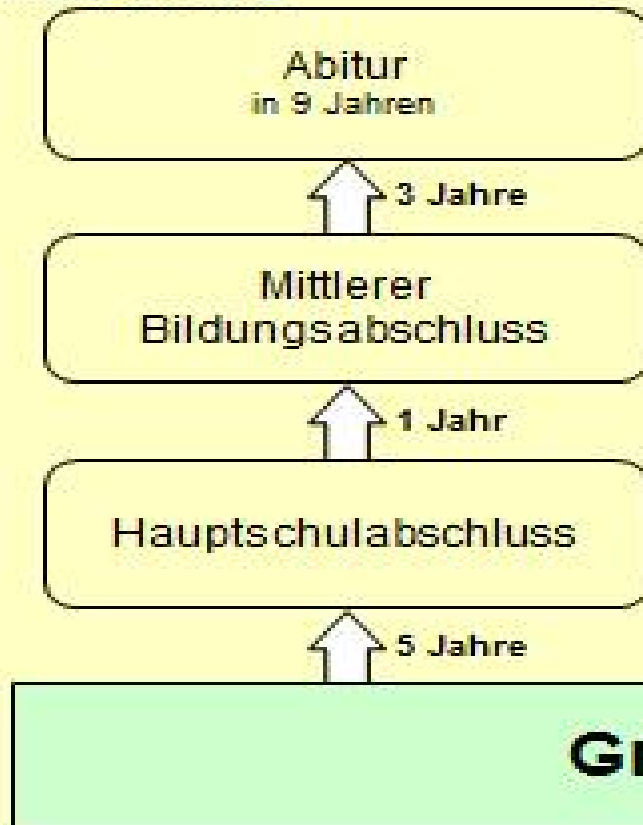 Abitur
in 9 Jahren
3 Jahre
Mittlerer
Bildungsabschluss
1 Jahr
Hauptschulabschluss
5 Jahre